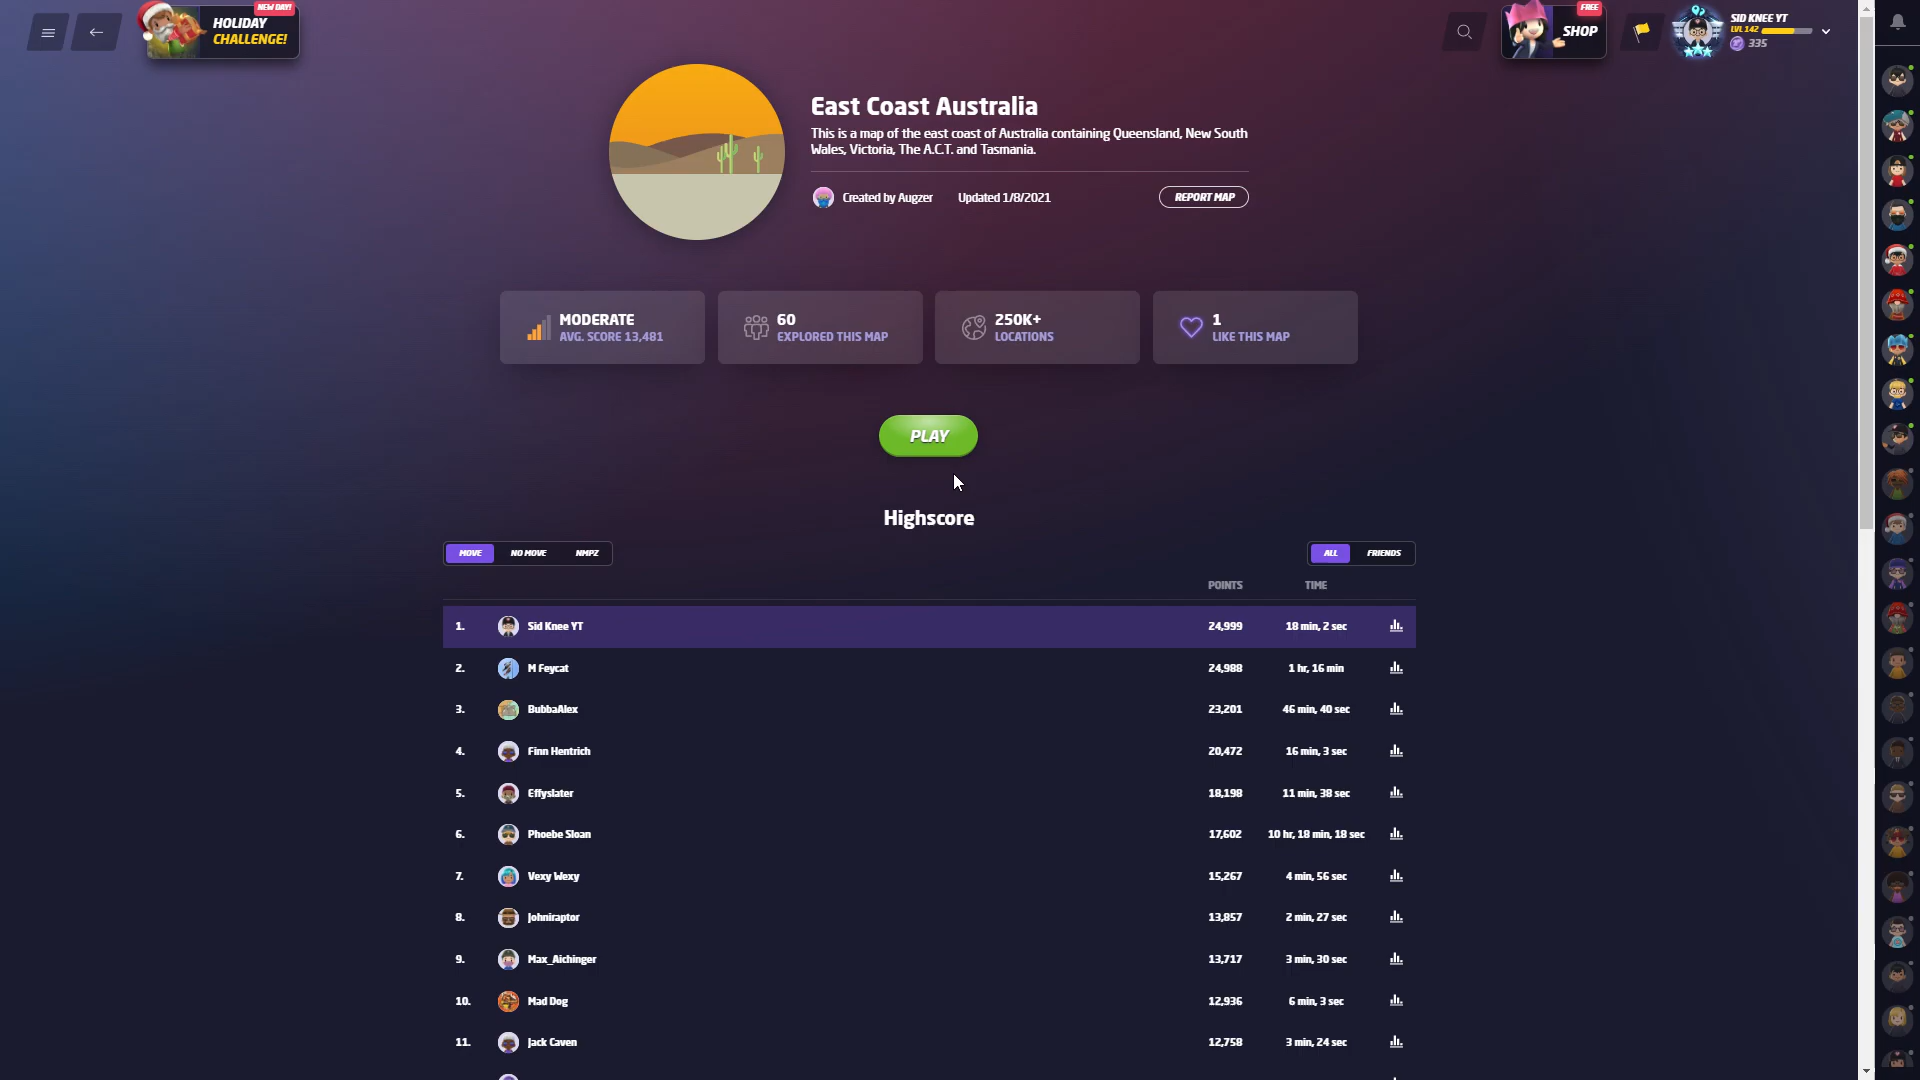 NEW DAY!
HOLIDAY
CHALLENGE!
FREE
SHOP
SID KNEE YT
LVL 142
335
East Coast Australia
This is a map of the east coast of Australia containing Queensland, New South
Wales, Victoria, The A.C.T. and Tasmania.
Created by Augzer Updated 1/8/2021 REPORT MAP
MODERATE
AVG. SCORE 13,481
60
EXPLORED THIS MAP
250K+
LOCATIONS
1
LIKE THIS MAP
PLAY
Highscore
MOVE NO MOVE NMPZ ALL FRIENDS
POINTS TIME
1. Sid Knee YT 24,999 18 min, 2 sec
2. M Feycat 24,988 1 hr, 16 min
3. BubbaAlex 23,201 46 min, 40 sec
4. Finn Hentrich 20,472 16 min, 3 sec
5. Effyslater 18,198 11 min, 38 sec
6. Phoebe Sloan 17,602 10 hr, 18 min, 18 sec
7. Vexy Wexy 15,267 4 min, 56 sec
8. Johniraptor 13,857 2 min, 27 sec
9. Max_Aichinger 13,717 3 min, 30 sec
10. Mad Dog 12,936 6 min, 3 sec
11. Jack Caven 12,758 3 min, 24 sec